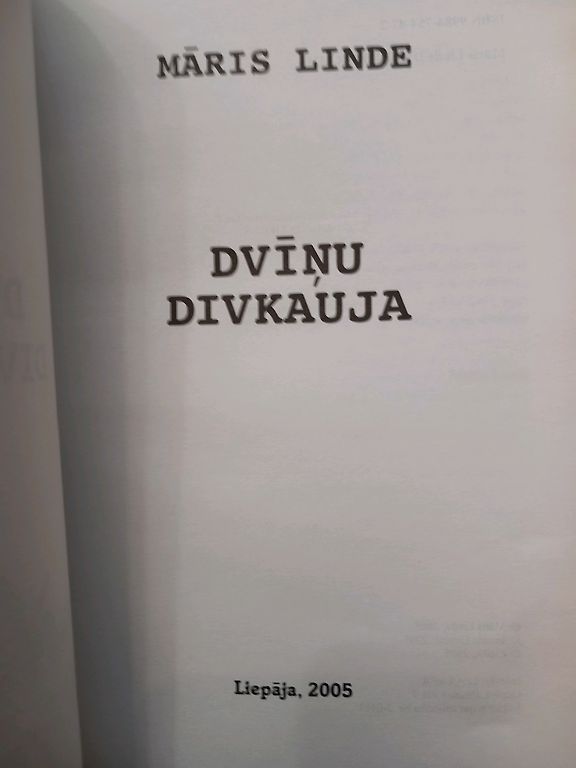 MĀRIS LINDE
DVĪŅU
DIVKAUJA
Liepāja, 2005